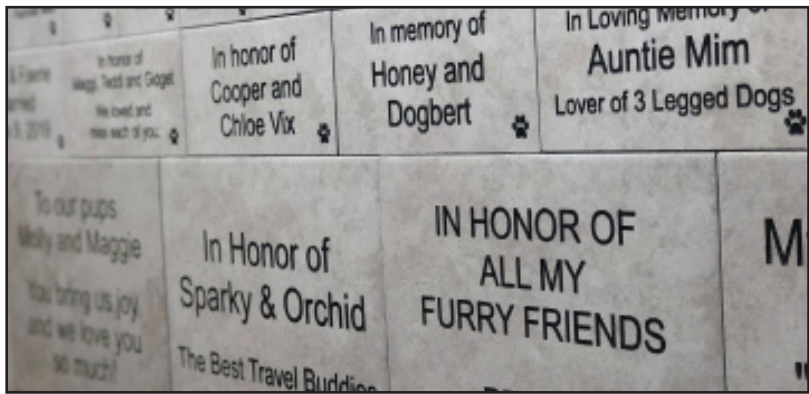 In honor of
Maggi, Teddi and Gidget
We loved and
miss each of you.
In honor of
Cooper and
Chloe Vix
In memory of
Honey and
Dogbert
In Loving Memory
Auntie Mim
Lover of 3 Legged Dogs
To our pups
Molly and Maggie
You bring us joy
and we love you
so much!
In Honor of
Sparky & Orchid
The Best Travel
IN HONOR OF
ALL MY
FURRY FRIENDS